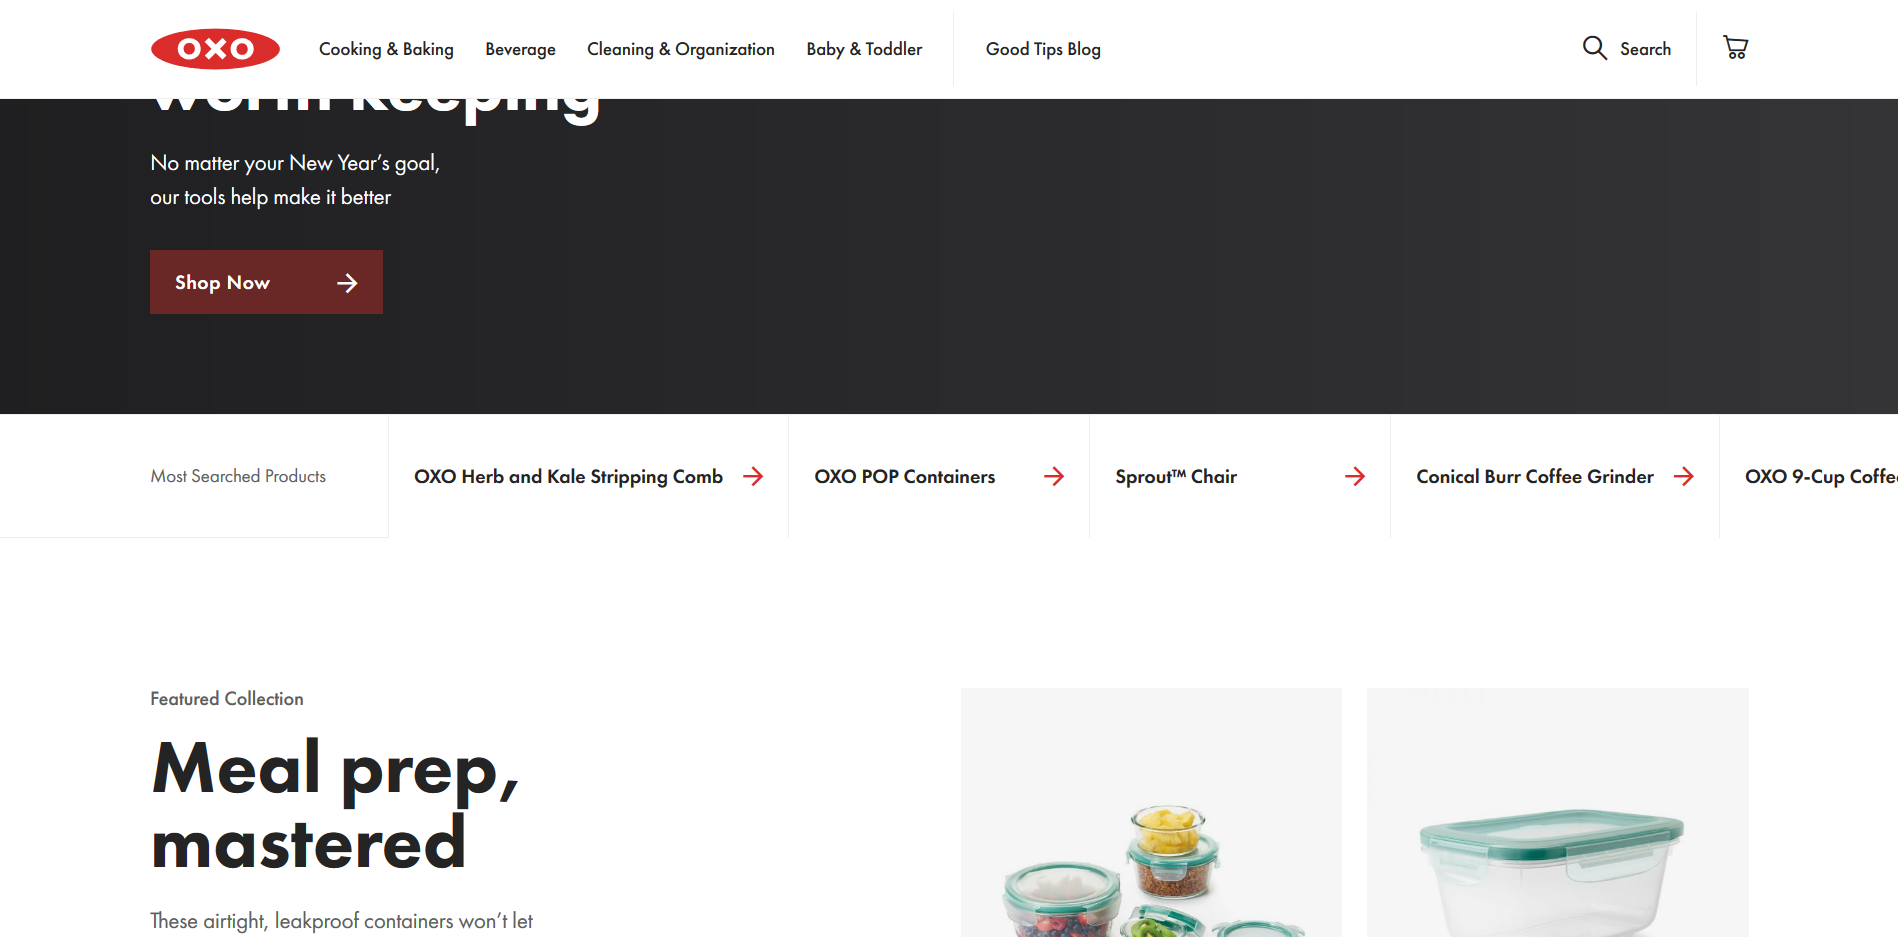 OXO
Cooking & Baking
Beverage
Cleaning & Organization
Baby & Toddler
Good Tips Blog
Search
worth keeping
No matter your New Year's goal,
our tools help make it better
Shop Now
Most Searched Products
OXO Herb and Kale Stripping Comb
OXO POP Containers
Sprout™ Chair
Conical Burr Coffee Grinder
OXO 9-Cup
Featured Collection
Meal prep,
mastered
These airtight, leakproof containers won't let